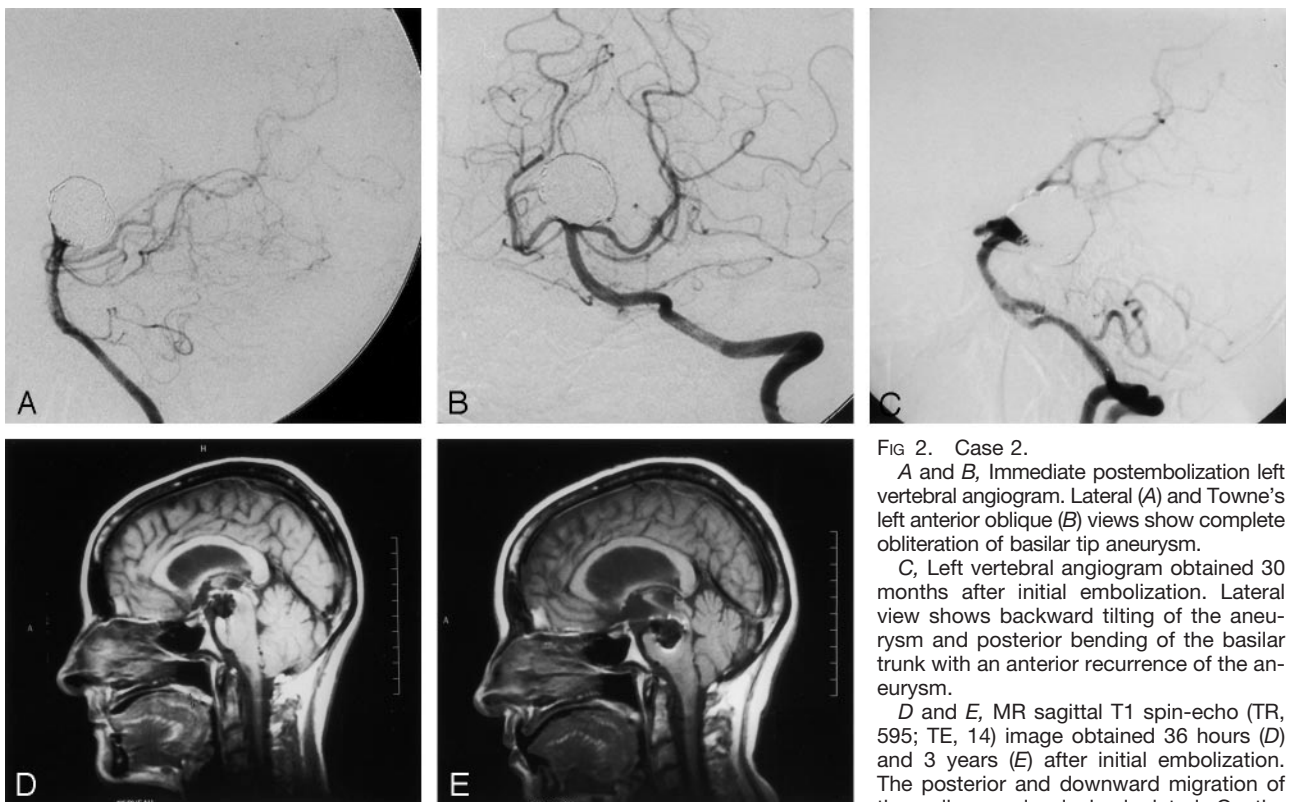 A
B
C
H
A
D
A
E
FIG 2. Case 2.
A and B, Immediate postembolization left
vertebral angiogram. Lateral (A) and Towne's
left anterior oblique (B) views show complete
obliteration of basilar tip aneurysm.
C, Left vertebral angiogram obtained 30
months after initial embolization. Lateral
view shows backward tilting of the aneu-
rysm and posterior bending of the basilar
trunk with an anterior recurrence of the an-
eurysm.
D and E, MR sagittal T1 spin-echo (TR,
595; TE, 14) image obtained 36 hours (D)
and 3 years (E) after initial embolization.
The posterior and downward migration of